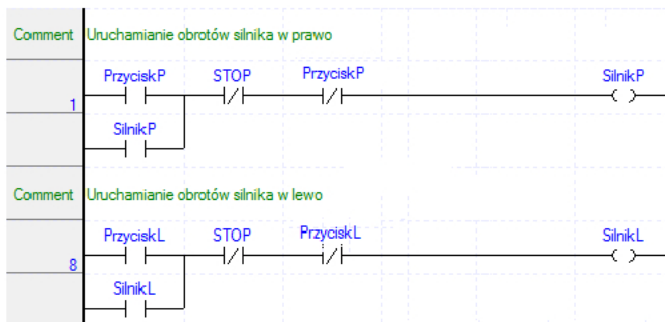 Comment Uruchamianie obrotów silnika w prawo
PrzyciskP STOP PrzyciskP SilnikP
1
SilnikP
Comment Uruchamianie obrotów silnika w lewo
PrzyciskL STOP PrzyciskL SilnikL
8
SilnikL